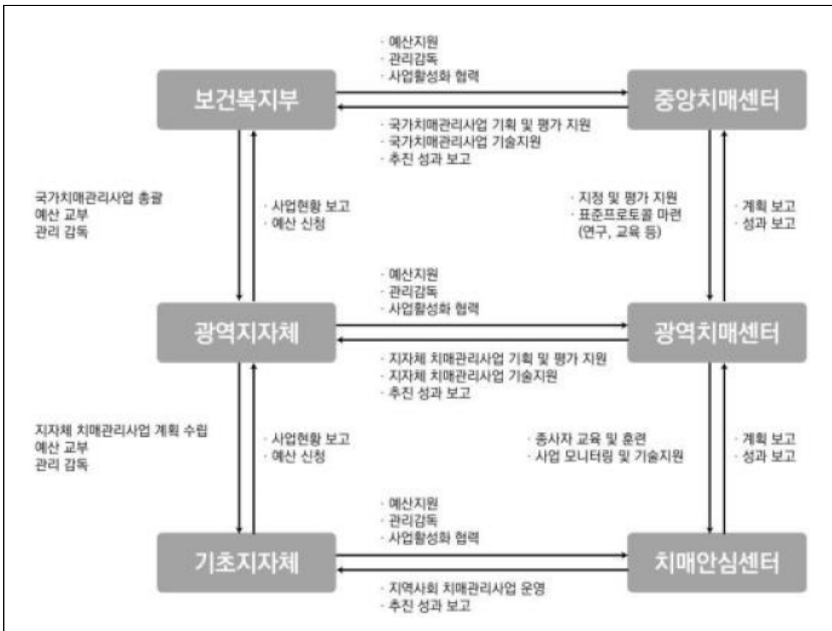 · 예산지원
· 관리감독
· 사업활성화 협력
보건복지부
중앙치매센터
· 국가치매관리사업 기획 및 평가 지원
· 국가치매관리사업 기술지원
· 추진 성과 보고
국가치매관리사업 총괄
예산 교부
관리 감독
· 사업현황 보고
· 예산 신청
· 지정 및 평가 지원
· 표준프로토콜 마련
(연구, 교육 등)
· 계획 보고
· 성과 보고
· 예산지원
· 관리감독
· 사업활성화 협력
광역지자체
광역치매센터
· 지자체 치매관리사업 기획 및 평가 지원
· 지자체 치매관리사업 기술지원
· 추진 성과 보고
지자체 치매관리사업 계획 수립
예산 교부
관리 감독
· 사업현황 보고
· 예산 신청
· 종사자 교육 및 훈련
· 사업 모니터링 및 기술지원
· 계획 보고
· 성과 보고
· 예산지원
· 관리감독
· 사업활성화 협력
기초지자체
치매안심센터
· 지역사회 치매관리사업 운영
· 추진 성과 보고